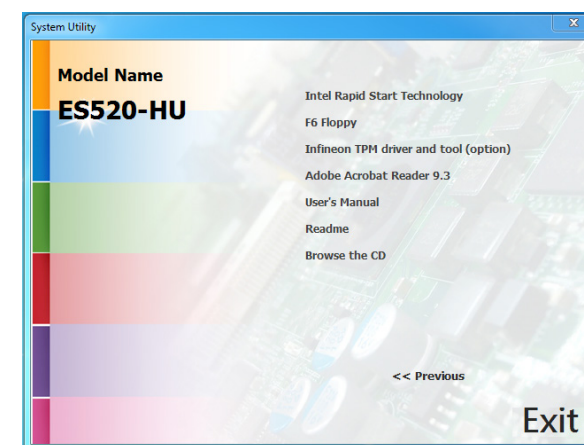 System Utility
Model Name
ES520-HU
Intel Rapid Start Technology
F6 Floppy
Infineon TPM driver and tool (option)
Adobe Acrobat Reader 9.3
User's Manual
Readme
Browse the CD
<< Previous
Exit